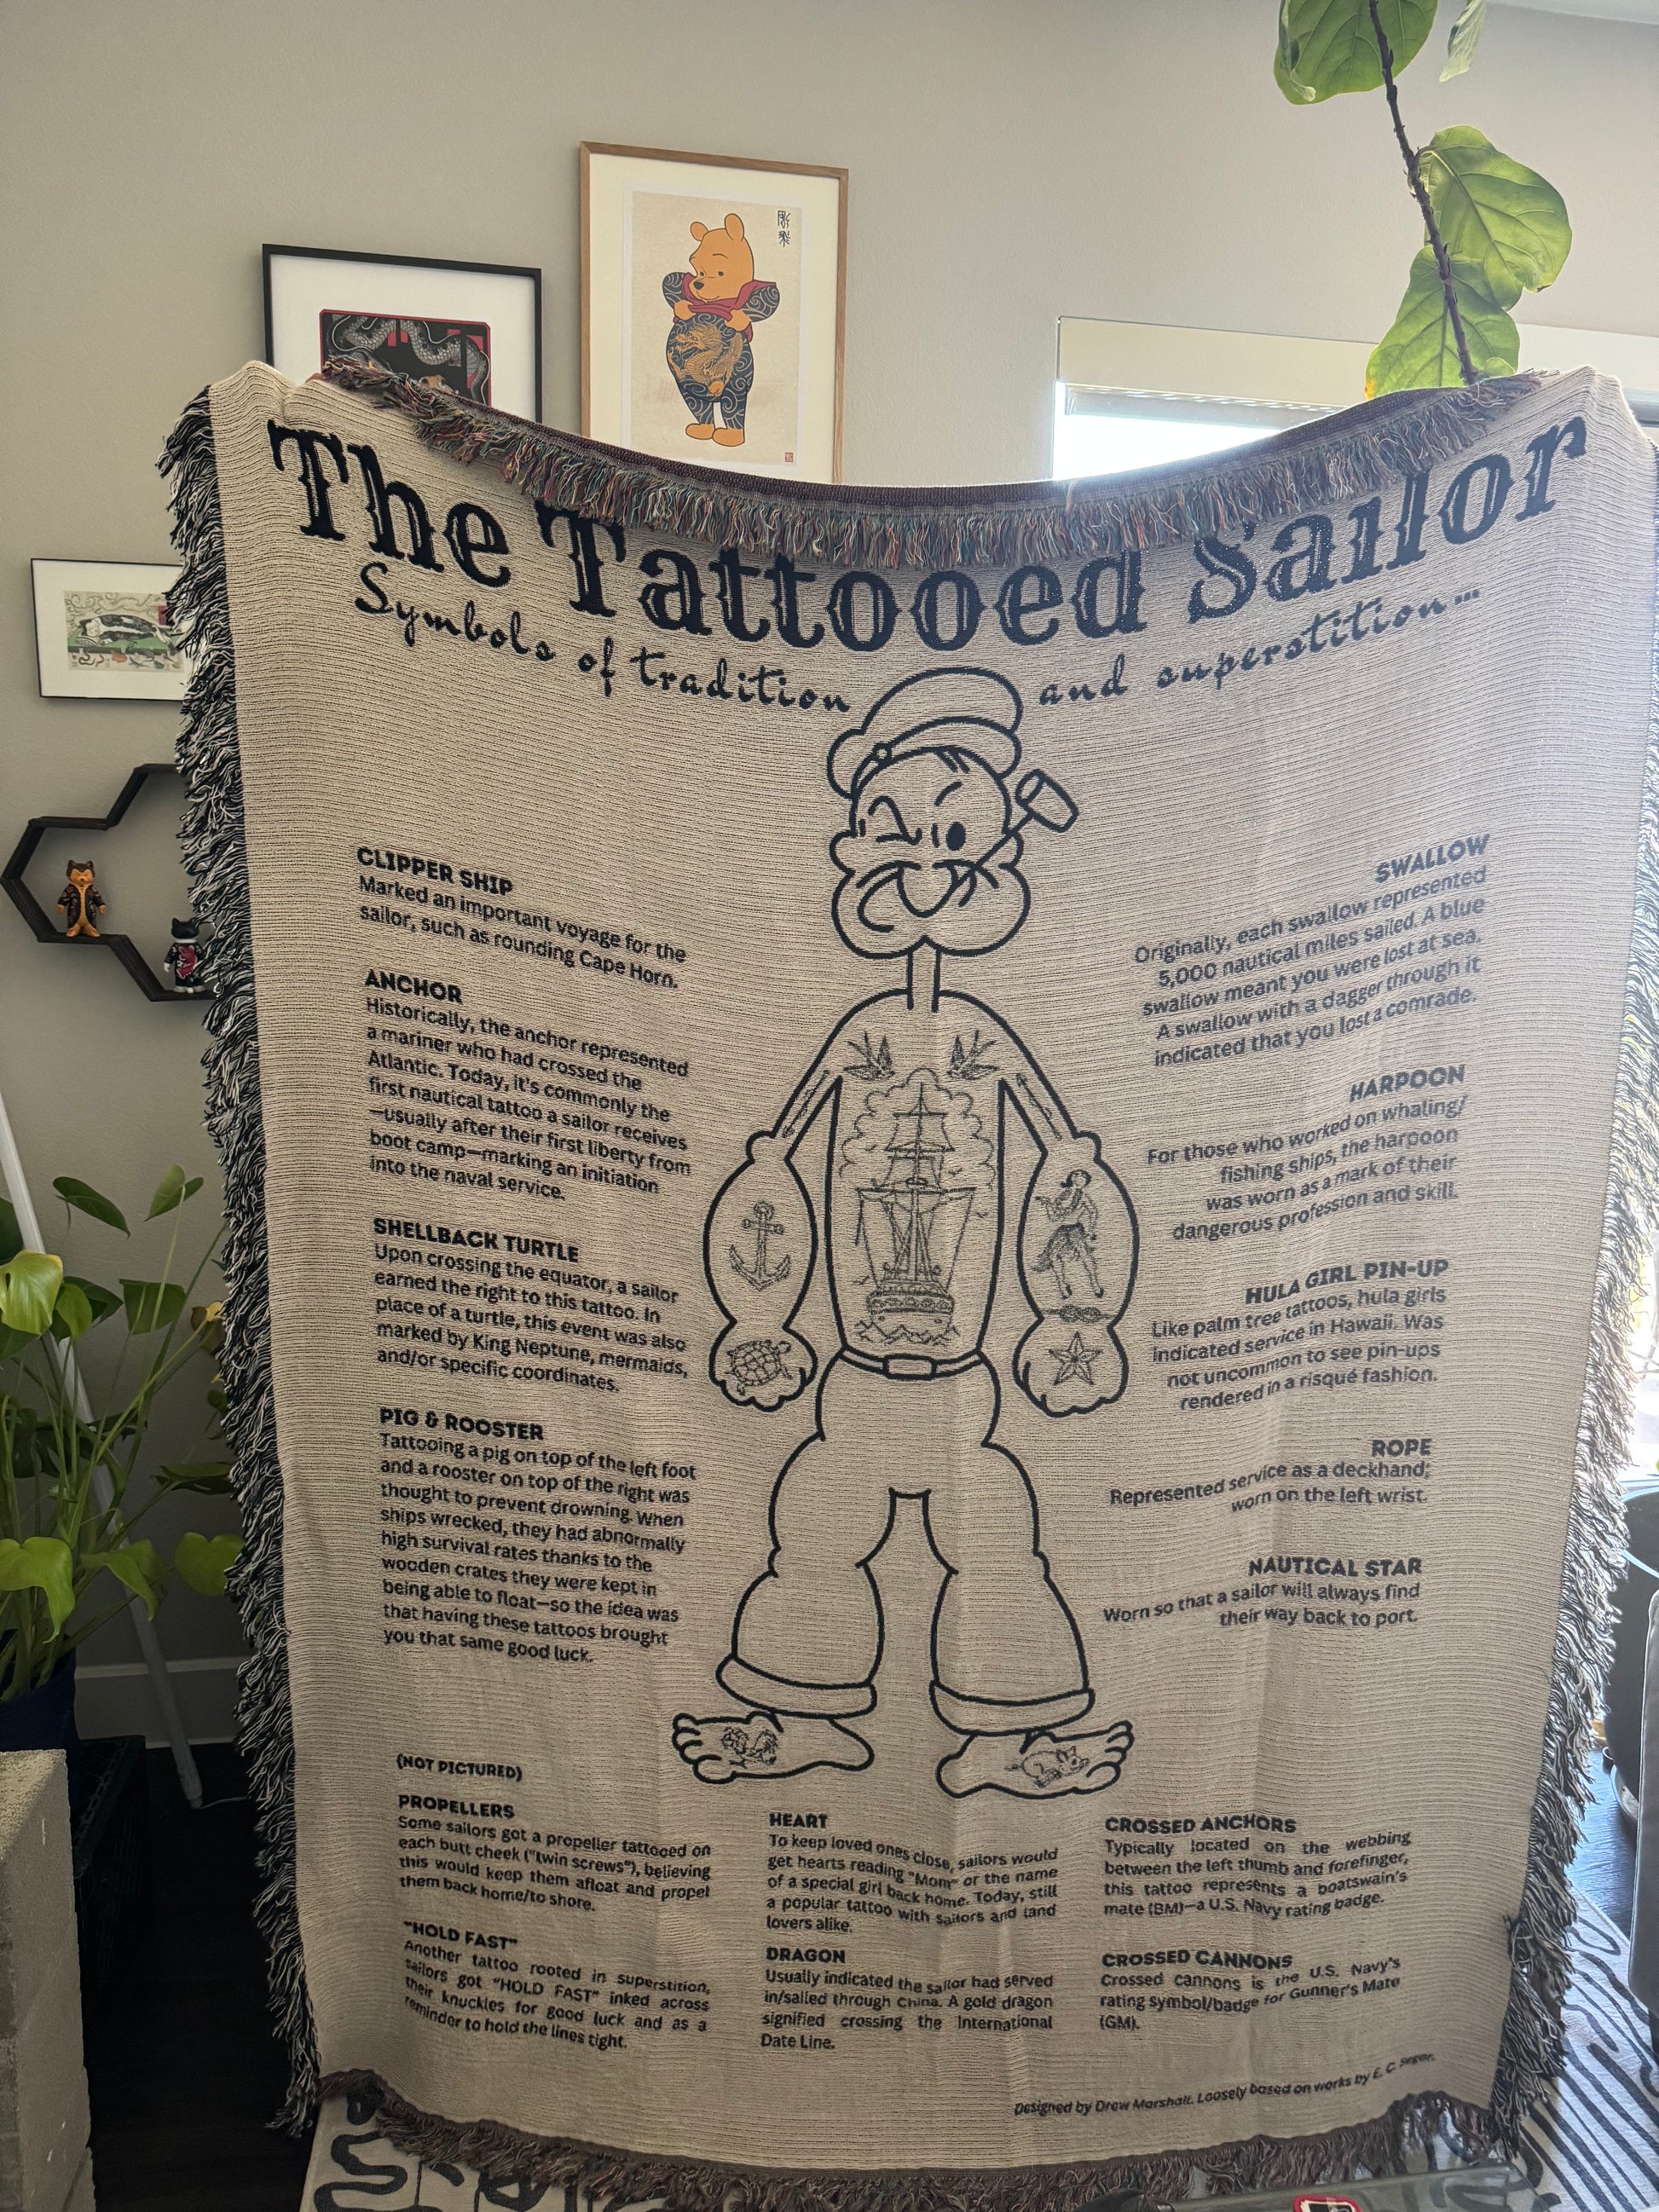 彫
The Tattooed Sailor
Symbols of tradition and superstition...
CLIPPER SHIP
Marked an important voyage for the
sailor, such as rounding Cape Horn.
ANCHOR
Historically, the anchor represented
a mariner who had crossed the
Atlantic. Today, it's commonly the
first nautical tattoo a sailor receives
—usually after their first liberty from
boot camp—marking an initiation
into the naval service.
SHELLBACK TURTLE
Upon crossing the equator, a sailor
earned the right to this tattoo. In
place of a turtle, this event was also
marked by King Neptune, mermaids,
and/or specific coordinates.
PIG & ROOSTER
Tattooing a pig on top of the left foot
and a rooster on top of the right was
thought to prevent drowning. When
ships wrecked, they had abnormally
high survival rates thanks to the
wooden crates they were kept in
being able to float—so the idea was
that having these tattoos brought
you that same good luck.
SWALLOW
Originally, each swallow represented
5,000 nautical miles sailed. A blue
swallow meant you were lost at sea.
A swallow with a dagger through it
indicated that you lost a comrade.
HARPOON
For those who worked on whaling/
fishing ships, the harpoon
was worn as a mark of their
dangerous profession and skill.
HULA GIRL PIN-UP
Like palm tree tattoos, hula girls
indicated service in Hawaii. Was
not uncommon to see pin-ups
rendered in a risqué fashion.
ROPE
Represented service as a deckhand;
worn on the left wrist.
NAUTICAL STAR
Worn so that a sailor will always find
their way back to port.
(NOT PICTURED)
PROPELLERS
Some sailors got a propeller tattooed on
each butt cheek ("twin screws"), believing
this would keep them afloat and propel
them back home/to shore.
"HOLD FAST"
Another tattoo rooted in superstition,
sailors got "HOLD FAST" inked across
their knuckles for good luck and as a
reminder to hold the lines tight.
HEART
To keep loved ones close, sailors would
get hearts reading "Mom" or the name
of a special girl back home. Today, still
a popular tattoo with sailors and land
lovers alike.
DRAGON
Usually indicated the sailor had served
in/sailed through China. A gold dragon
signified crossing the International
Date Line.
CROSSED ANCHORS
Typically located on the webbing
between the left thumb and forefinger,
this tattoo represents a boatswain's
mate (BM)—a U.S. Navy rating badge.
CROSSED CANNONS
Crossed cannons is the U.S. Navy's
rating symbol/badge for Gunner's Mate
(GM).
Designed by Drew Marshall. Loosely based on works by E. C. Segar.